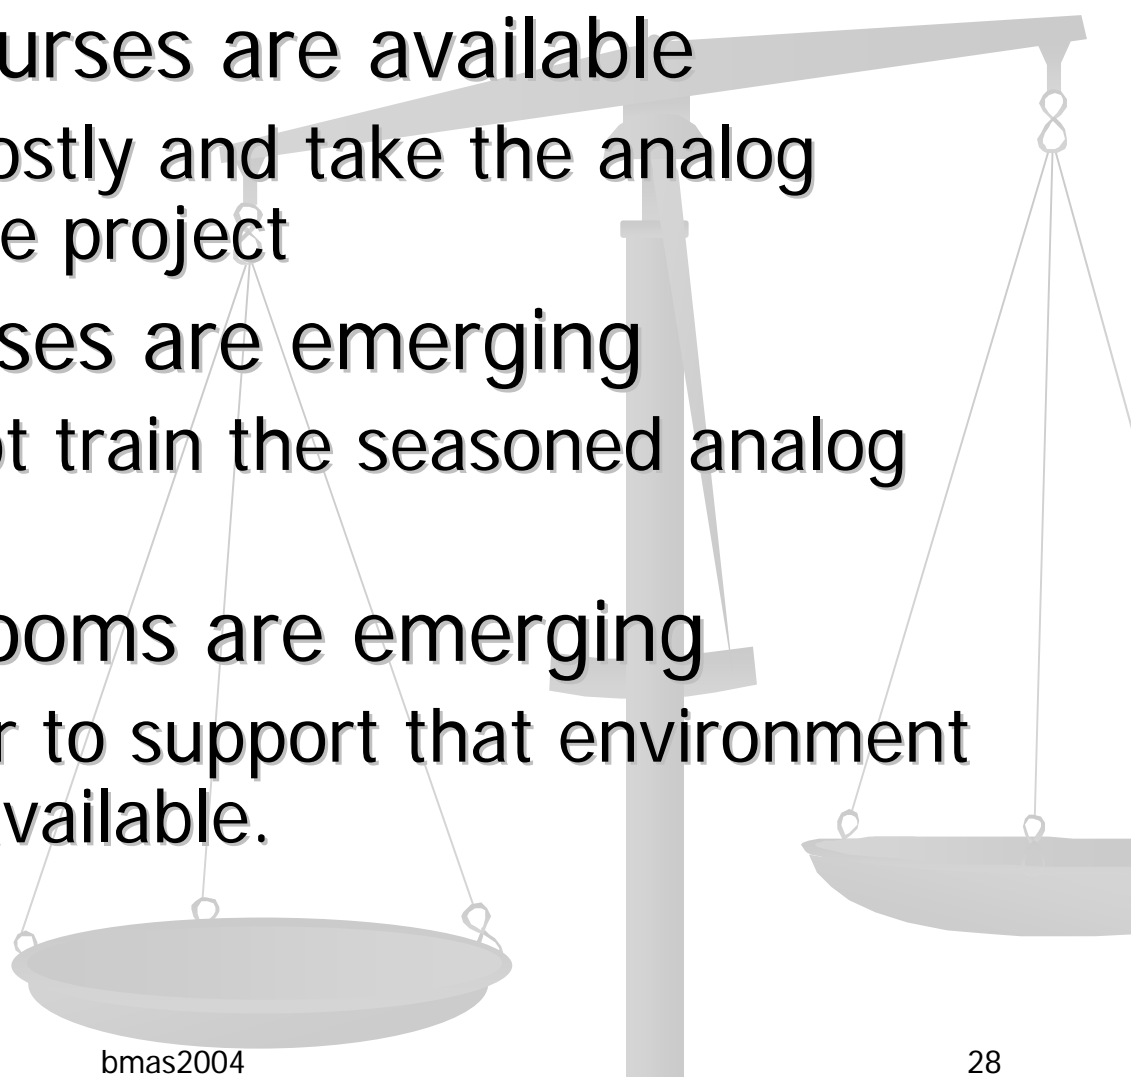 urses are available
ostly and take the analog
e project
ses are emerging
ot train the seasoned analog
ooms are emerging
r to support that environment
vailable.
bmas2004 28